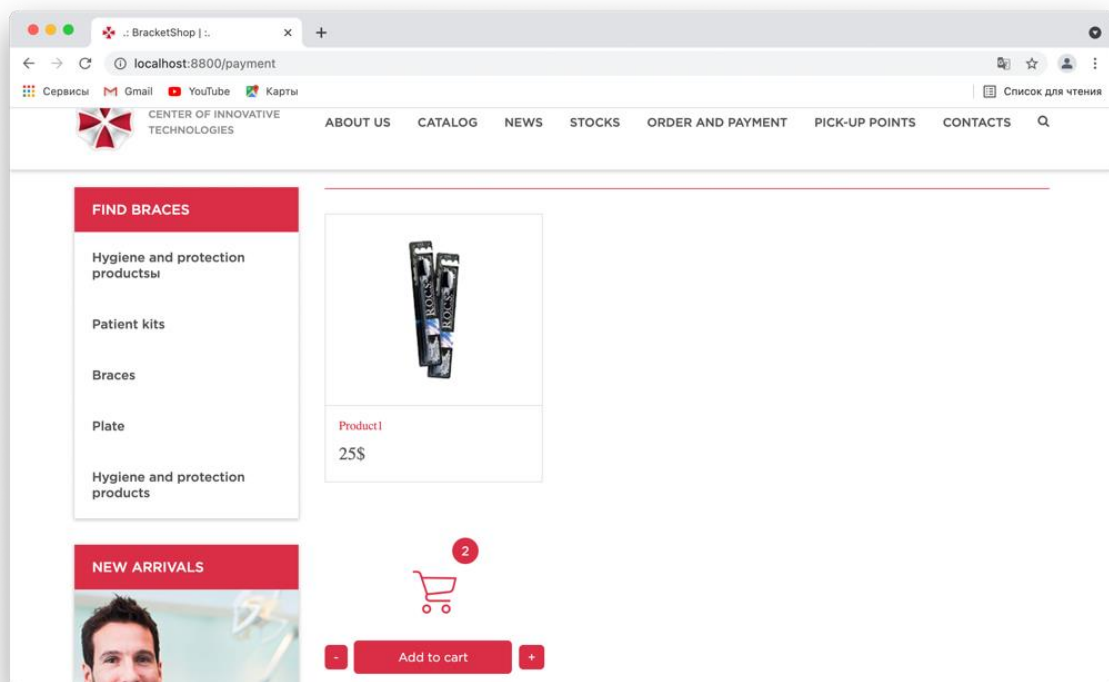 .: BracketShop | :.
localhost:8800/payment
Сервисы Gmail YouTube Карты Список для чтения
CENTER OF INNOVATIVE
TECHNOLOGIES
ABOUT US CATALOG NEWS STOCKS ORDER AND PAYMENT PICK-UP POINTS CONTACTS
FIND BRACES
Hygiene and protection
productsы
Patient kits
Braces
Plate
Hygiene and protection
products
ROCS
ROCS
Product1
25$
2
NEW ARRIVALS
- Add to cart +